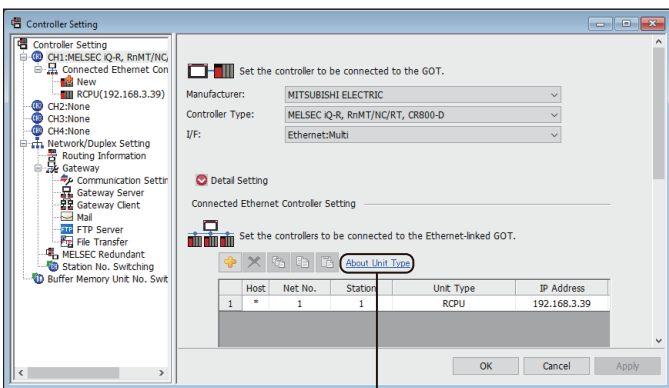 Controller Setting
Controller Setting
CH1:MELSEC iQ-R, RnMT/NC/
Connected Ethernet Con
New
RCPU(192.168.3.39)
CH2:None
CH3:None
CH4:None
Network/Duplex Setting
Routing Information
Gateway
Communication Settin
Gateway Server
Gateway Client
Mail
FTP Server
File Transfer
MELSEC Redundant
Station No. Switching
Buffer Memory Unit No. Swit
Set the controller to be connected to the GOT.
Manufacturer: MITSUBISHI ELECTRIC
Controller Type: MELSEC iQ-R, RnMT/NC/RT, CR800-D
I/F: Ethernet:Multi
Detail Setting
Connected Ethernet Controller Setting
Set the controllers to be connected to the Ethernet-linked GOT.
About Unit Type
Host Net No. Station Unit Type IP Address
1 * 1 1 RCPU 192.168.3.39
OK Cancel Apply